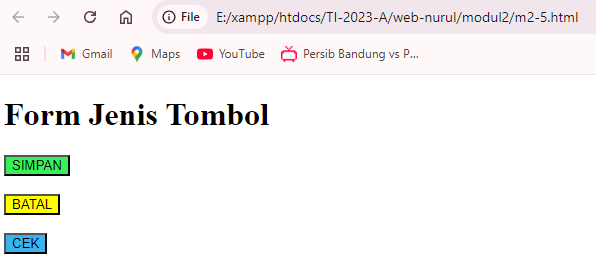 File E:/xampp/htdocs/TI-2023-A/web-nurul/modul2/m2-5.html
Gmail Maps YouTube Persib Bandung vs P...
Form Jenis Tombol
SIMPAN
BATAL
CEK